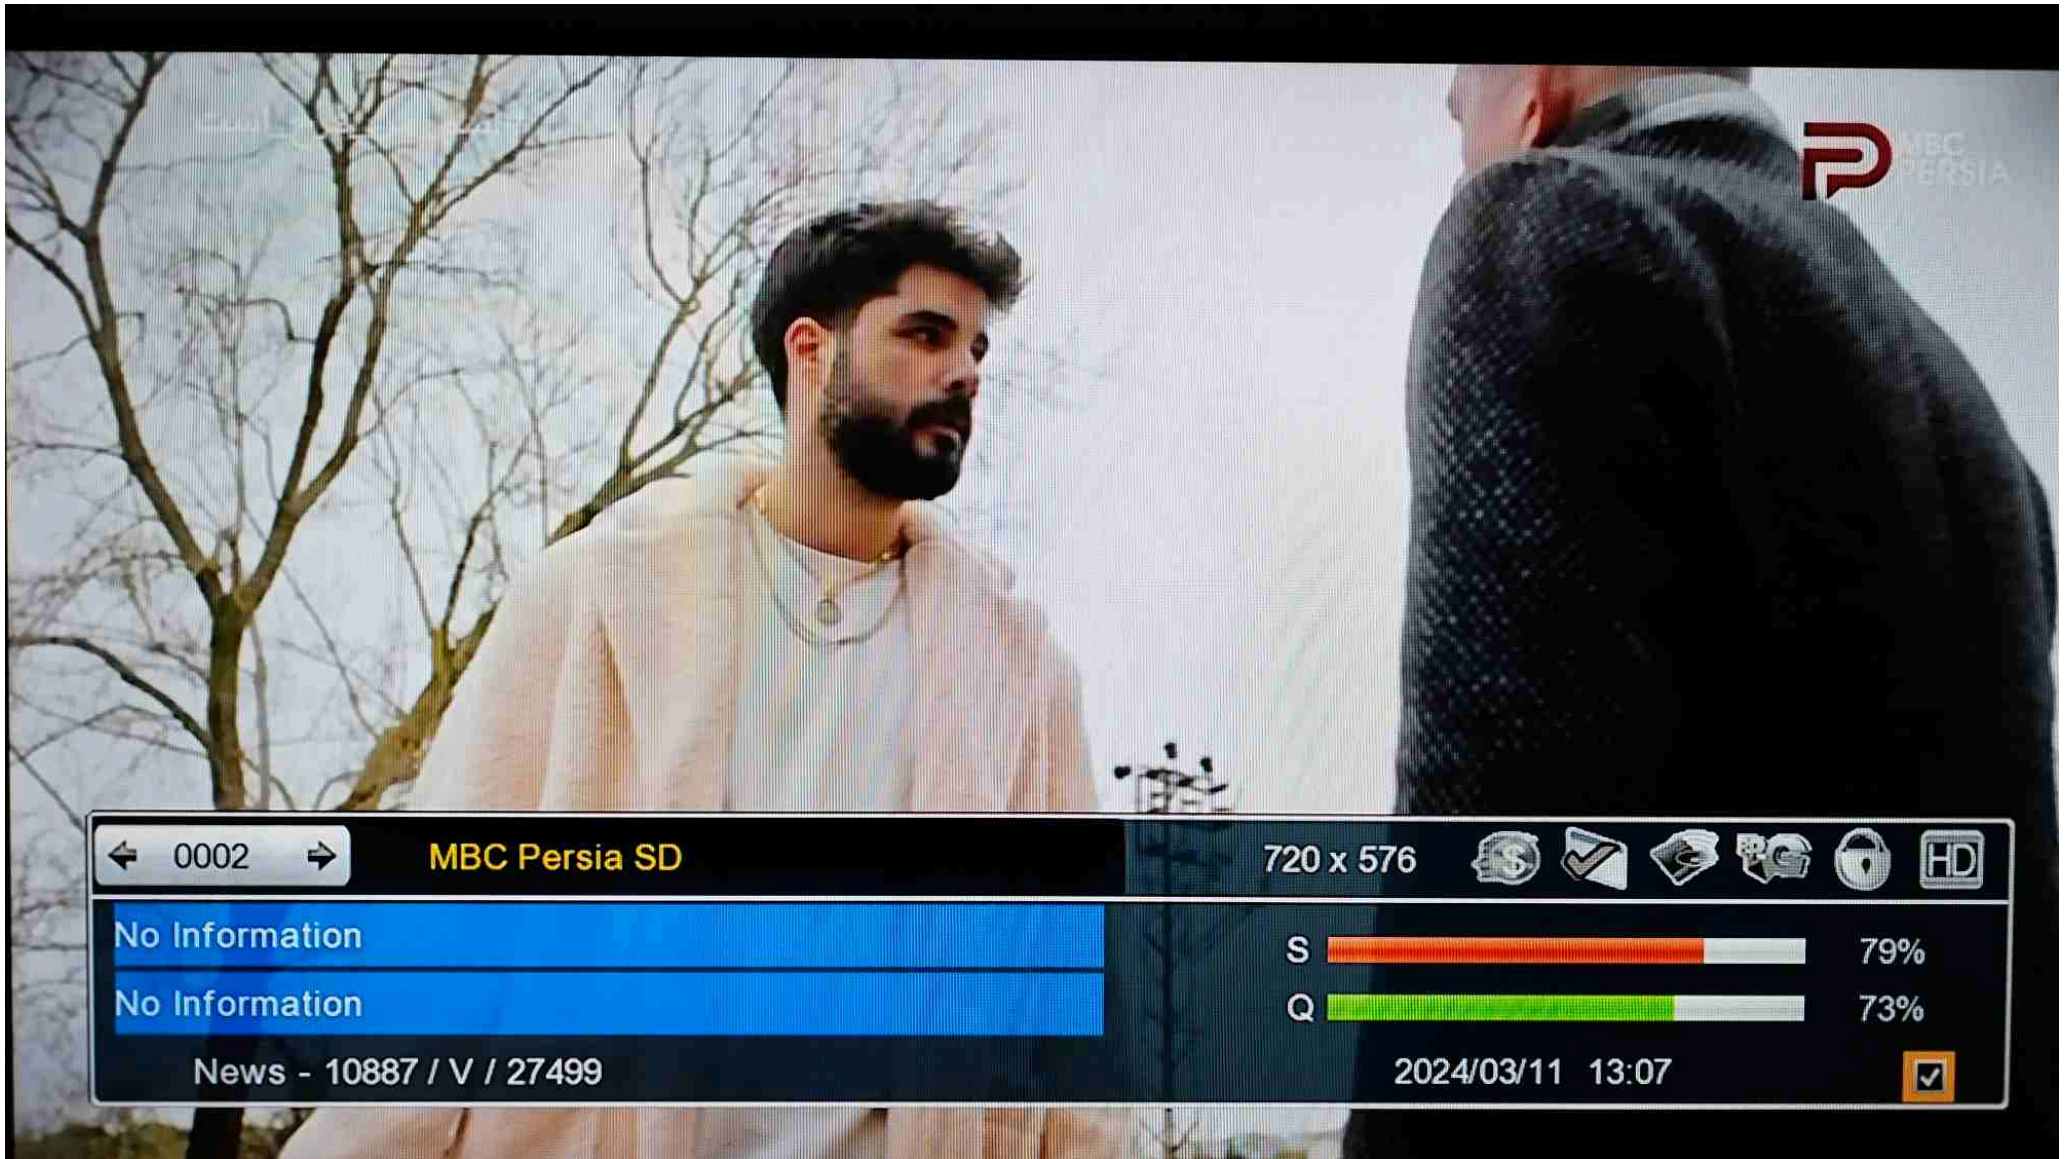 MBC
PERSIA
0002
MBC Persia SD
720 x 576
HD
No Information
S
79%
No Information
Q
73%
News - 10887 / V / 27499
2024/03/11 13:07